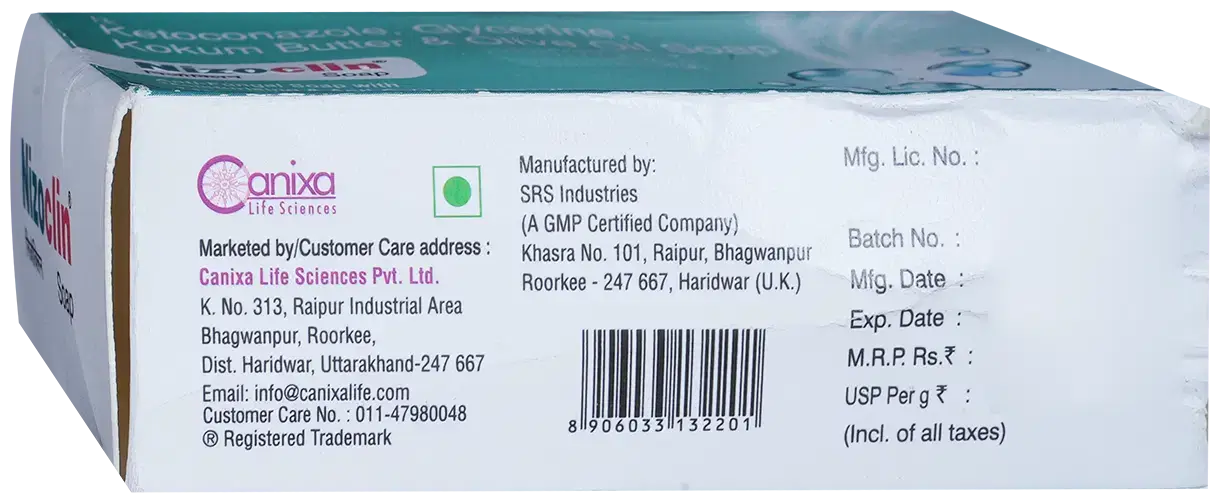 Ketoconazole, Glycerine,
Kokum Butter & Olive Oil Soap
Nizoclin®
Soap
Soap with
Nizoclin®
Soap
Canixa
Life Sciences
Marketed by/Customer Care address :
Canixa Life Sciences Pvt. Ltd.
K. No. 313, Raipur Industrial Area
Bhagwanpur, Roorkee,
Dist. Haridwar, Uttarakhand-247 667
Email: info@canixalife.com
Customer Care No. : 011-47980048
® Registered Trademark
Manufactured by:
SRS Industries
(A GMP Certified Company)
Khasra No. 101, Raipur, Bhagwanpur
Roorkee - 247 667, Haridwar (U.K.)
8 906033 132201
Mfg. Lic. No. :
Batch No. :
Mfg. Date :
Exp. Date :
M.R.P. Rs.₹ :
USP Per g ₹ :
(Incl. of all taxes)